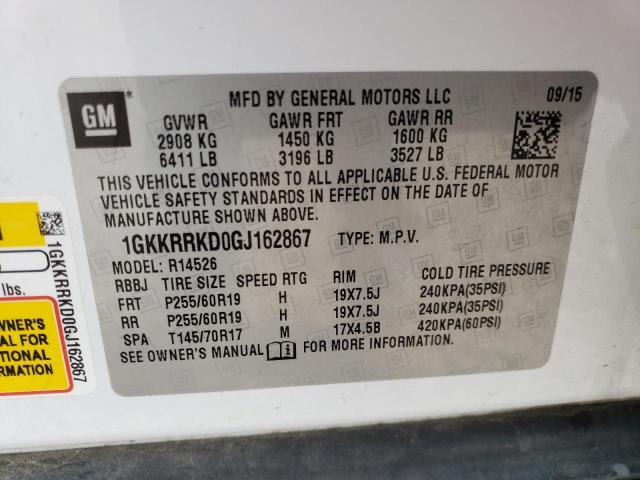 GM
MFD BY GENERAL MOTORS LLC 09/15
GVWR GAWR FRT GAWR RR
2908 KG 1450 KG 1600 KG
6411 LB 3196 LB 3527 LB
THIS VEHICLE CONFORMS TO ALL APPLICABLE U.S. FEDERAL MOTOR
VEHICLE SAFETY STANDARDS IN EFFECT ON THE DATE OF
MANUFACTURE SHOWN ABOVE.
1GKKRRKD0GJ162867 TYPE: M.P.V.
MODEL: R14526
RBBJ TIRE SIZE SPEED RTG RIM COLD TIRE PRESSURE
FRT P255/60R19 H 19X7.5J 240KPA(35PSI)
RR P255/60R19 H 19X7.5J 240KPA(35PSI)
SPA T145/70R17 M 17X4.5B 420KPA(60PSI)
SEE OWNER'S MANUAL FOR MORE INFORMATION.
lbs.
WNER'S
AL FOR
TIONAL
RMATION
1GKKRRKD0GJ162867